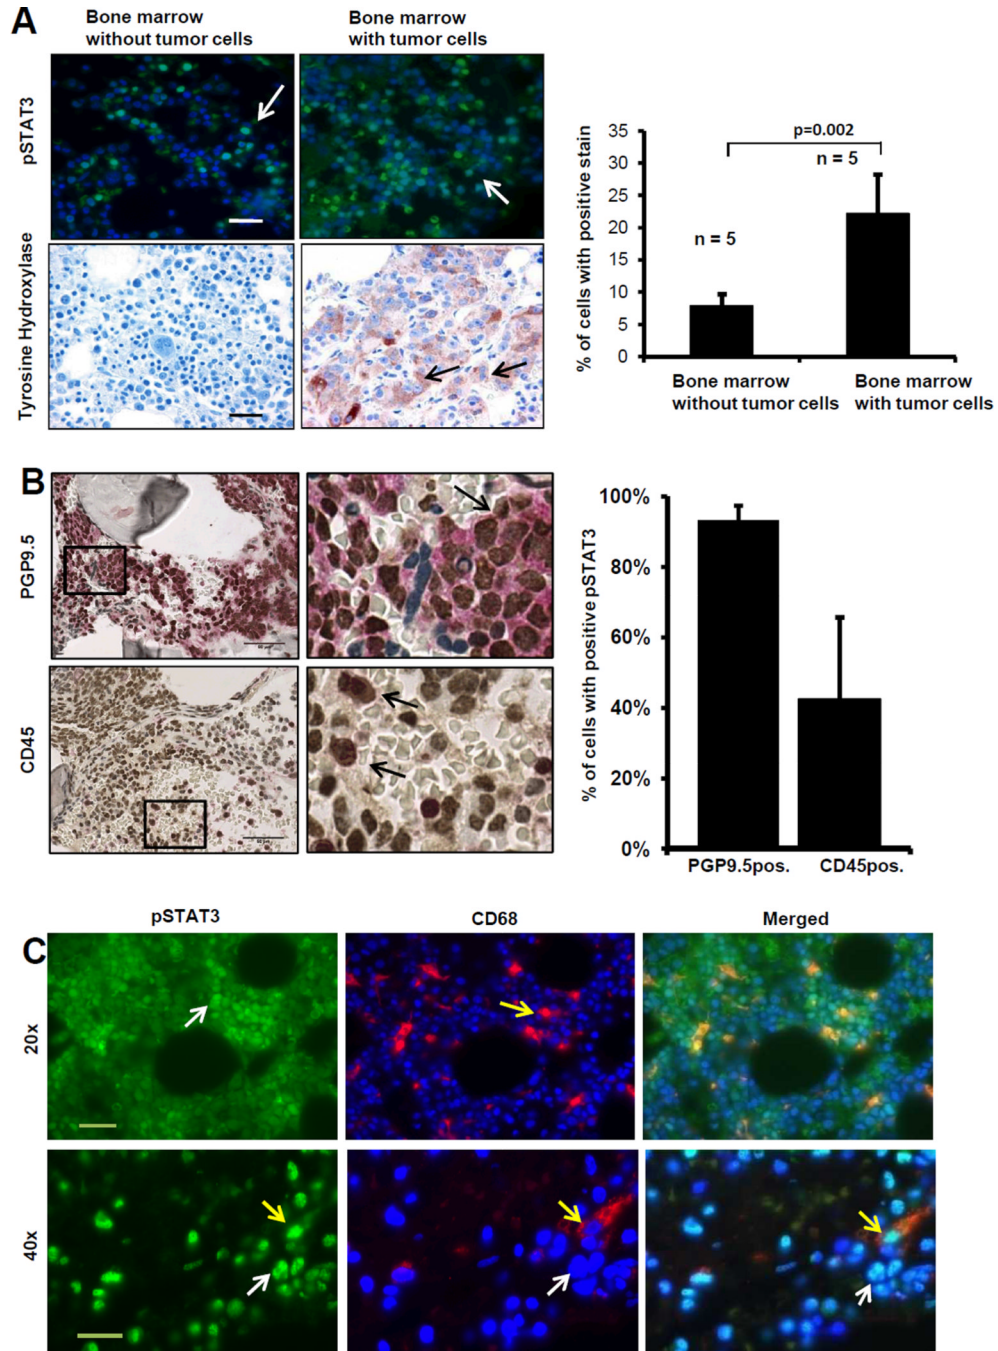 A
Bone marrow
without tumor cells
Bone marrow
with tumor cells
pSTAT3
Tyrosine Hydroxylase
% of cells with positive stain
35
30
25
20
15
10
5
0
p=0.002
n = 5
n = 5
Bone marrow
without tumor cells
Bone marrow
with tumor cells
B
PGP9.5
CD45
% of cells with positive pSTAT3
100%
80%
60%
40%
20%
0%
PGP9.5pos.
CD45pos.
C
pSTAT3
CD68
Merged
20x
40x